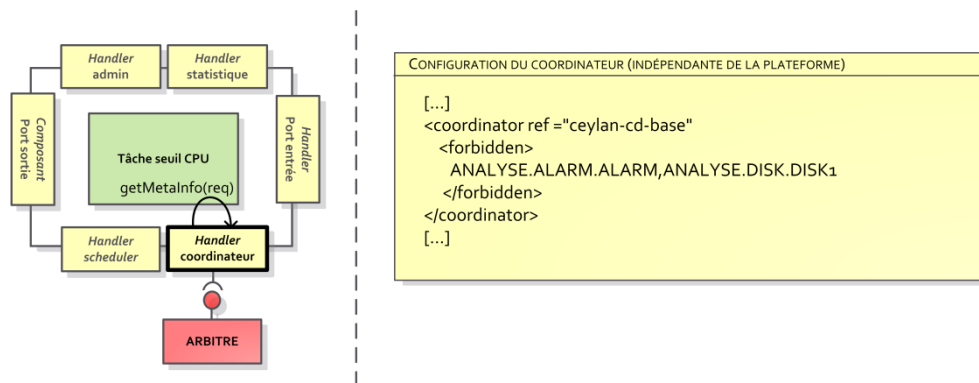 Handler
admin
Handler
statistique
Composant
Port sortie
Handler
Port entrée
Tâche seuil CPU
getMetaInfo(req)
Handler
scheduler
Handler
coordinateur
ARBITRE
CONFIGURATION DU COORDINATEUR (INDÉPENDANTE DE LA PLATEFORME)
[...]
<coordinator ref ="ceylan-cd-base"
<forbidden>
ANALYSE.ALARM.ALARM,ANALYSE.DISK.DISK1
</forbidden>
</coordinator>
[...]